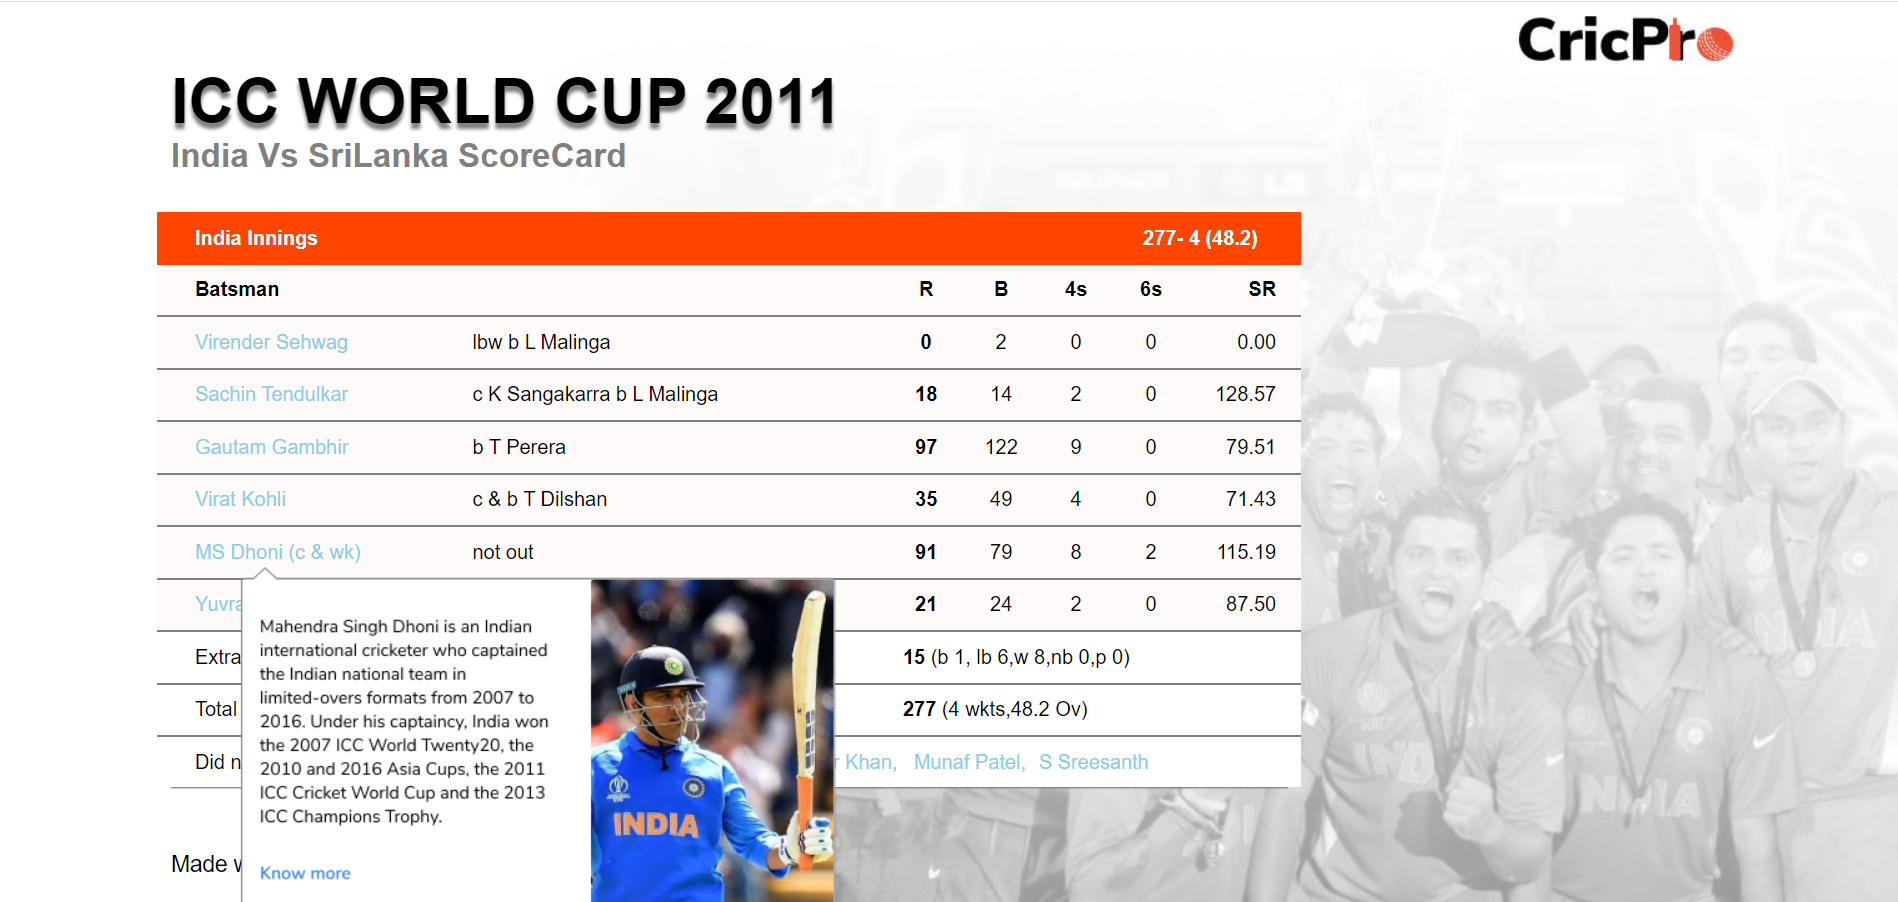 CricPro
ICC WORLD CUP 2011
India Vs SriLanka ScoreCard
India Innings 277- 4 (48.2)
Batsman R B 4s 6s SR
Virender Sehwag lbw b L Malinga 0 2 0 0 0.00
Sachin Tendulkar c K Sangakarra b L Malinga 18 14 2 0 128.57
Gautam Gambhir b T Perera 97 122 9 0 79.51
Virat Kohli c & b T Dilshan 35 49 4 0 71.43
MS Dhoni (c & wk) not out 91 79 8 2 115.19
Yuvra 21 24 2 0 87.50
Extra 15 (b 1, lb 6,w 8,nb 0,p 0)
Total 277 (4 wkts,48.2 Ov)
Did n r Khan, Munaf Patel, S Sreesanth
Mahendra Singh Dhoni is an Indian
international cricketer who captained
the Indian national team in
limited-overs formats from 2007 to
2016. Under his captaincy, India won
the 2007 ICC World Twenty20, the
2010 and 2016 Asia Cups, the 2011
ICC Cricket World Cup and the 2013
ICC Champions Trophy.
Know more
INDIA
Made
IND
INDIA